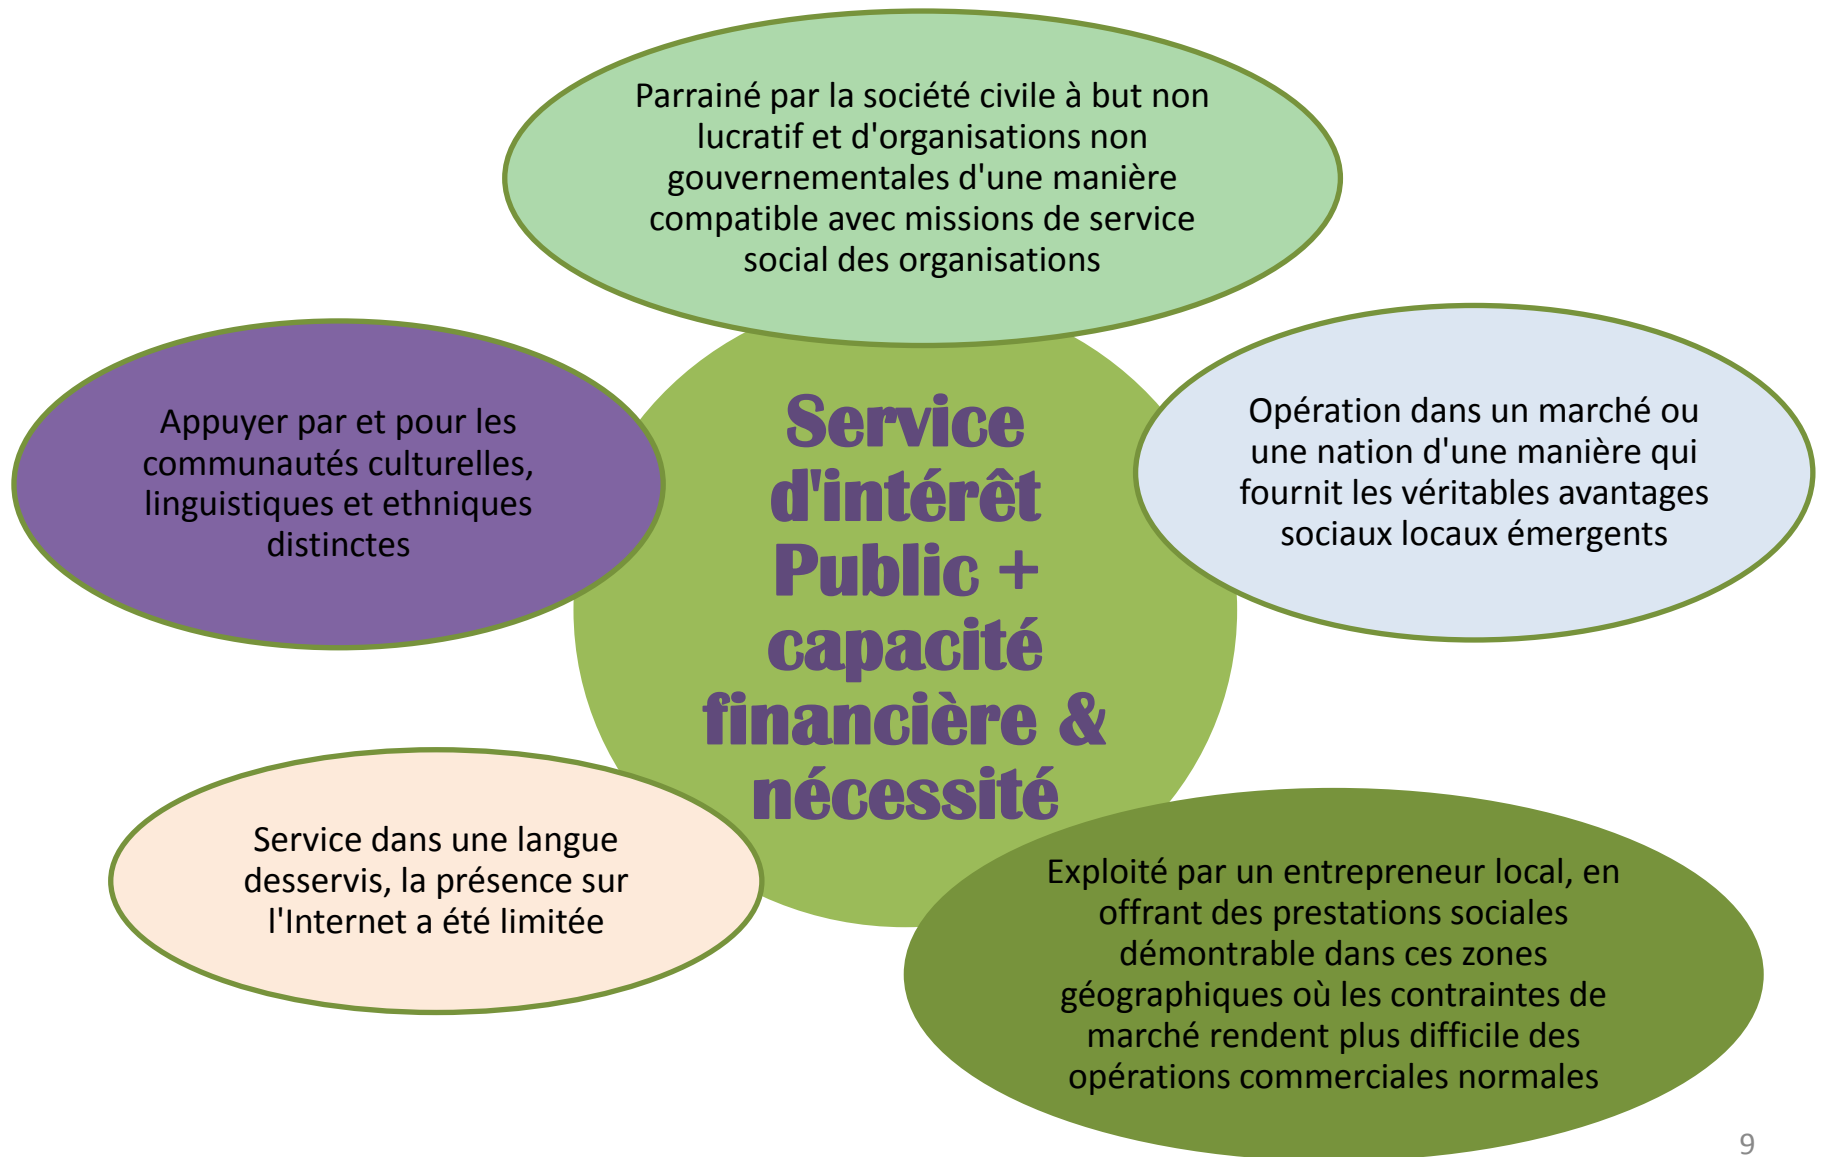 Parrainé par la société civile à but non
lucratif et d'organisations non
gouvernementales d'une manière
compatible avec missions de service
social des organisations
Appuyer par et pour les
communautés culturelles,
linguistiques et ethniques
distinctes
Service
d'intérêt
Public +
capacité
financière &
nécessité
Opération dans un marché ou
une nation d'une manière qui
fournit les véritables avantages
sociaux locaux émergents
Service dans une langue
desservis, la présence sur
l'Internet a été limitée
Exploité par un entrepreneur local, en
offrant des prestations sociales
démontrable dans ces zones
géographiques où les contraintes de
marché rendent plus difficile des
opérations commerciales normales
9